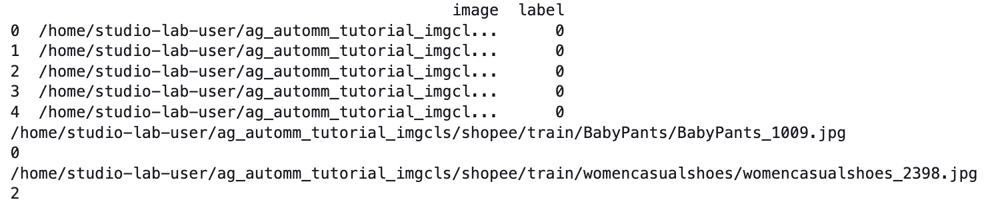 image label
0 /home/studio-lab-user/ag_automm_tutorial_imgcl... 0
1 /home/studio-lab-user/ag_automm_tutorial_imgcl... 0
2 /home/studio-lab-user/ag_automm_tutorial_imgcl... 0
3 /home/studio-lab-user/ag_automm_tutorial_imgcl... 0
4 /home/studio-lab-user/ag_automm_tutorial_imgcl... 0
/home/studio-lab-user/ag_automm_tutorial_imgcls/shopee/train/BabyPants/BabyPants_1009.jpg
0
/home/studio-lab-user/ag_automm_tutorial_imgcls/shopee/train/womencasualshoes/womencasualshoes_2398.jpg
2